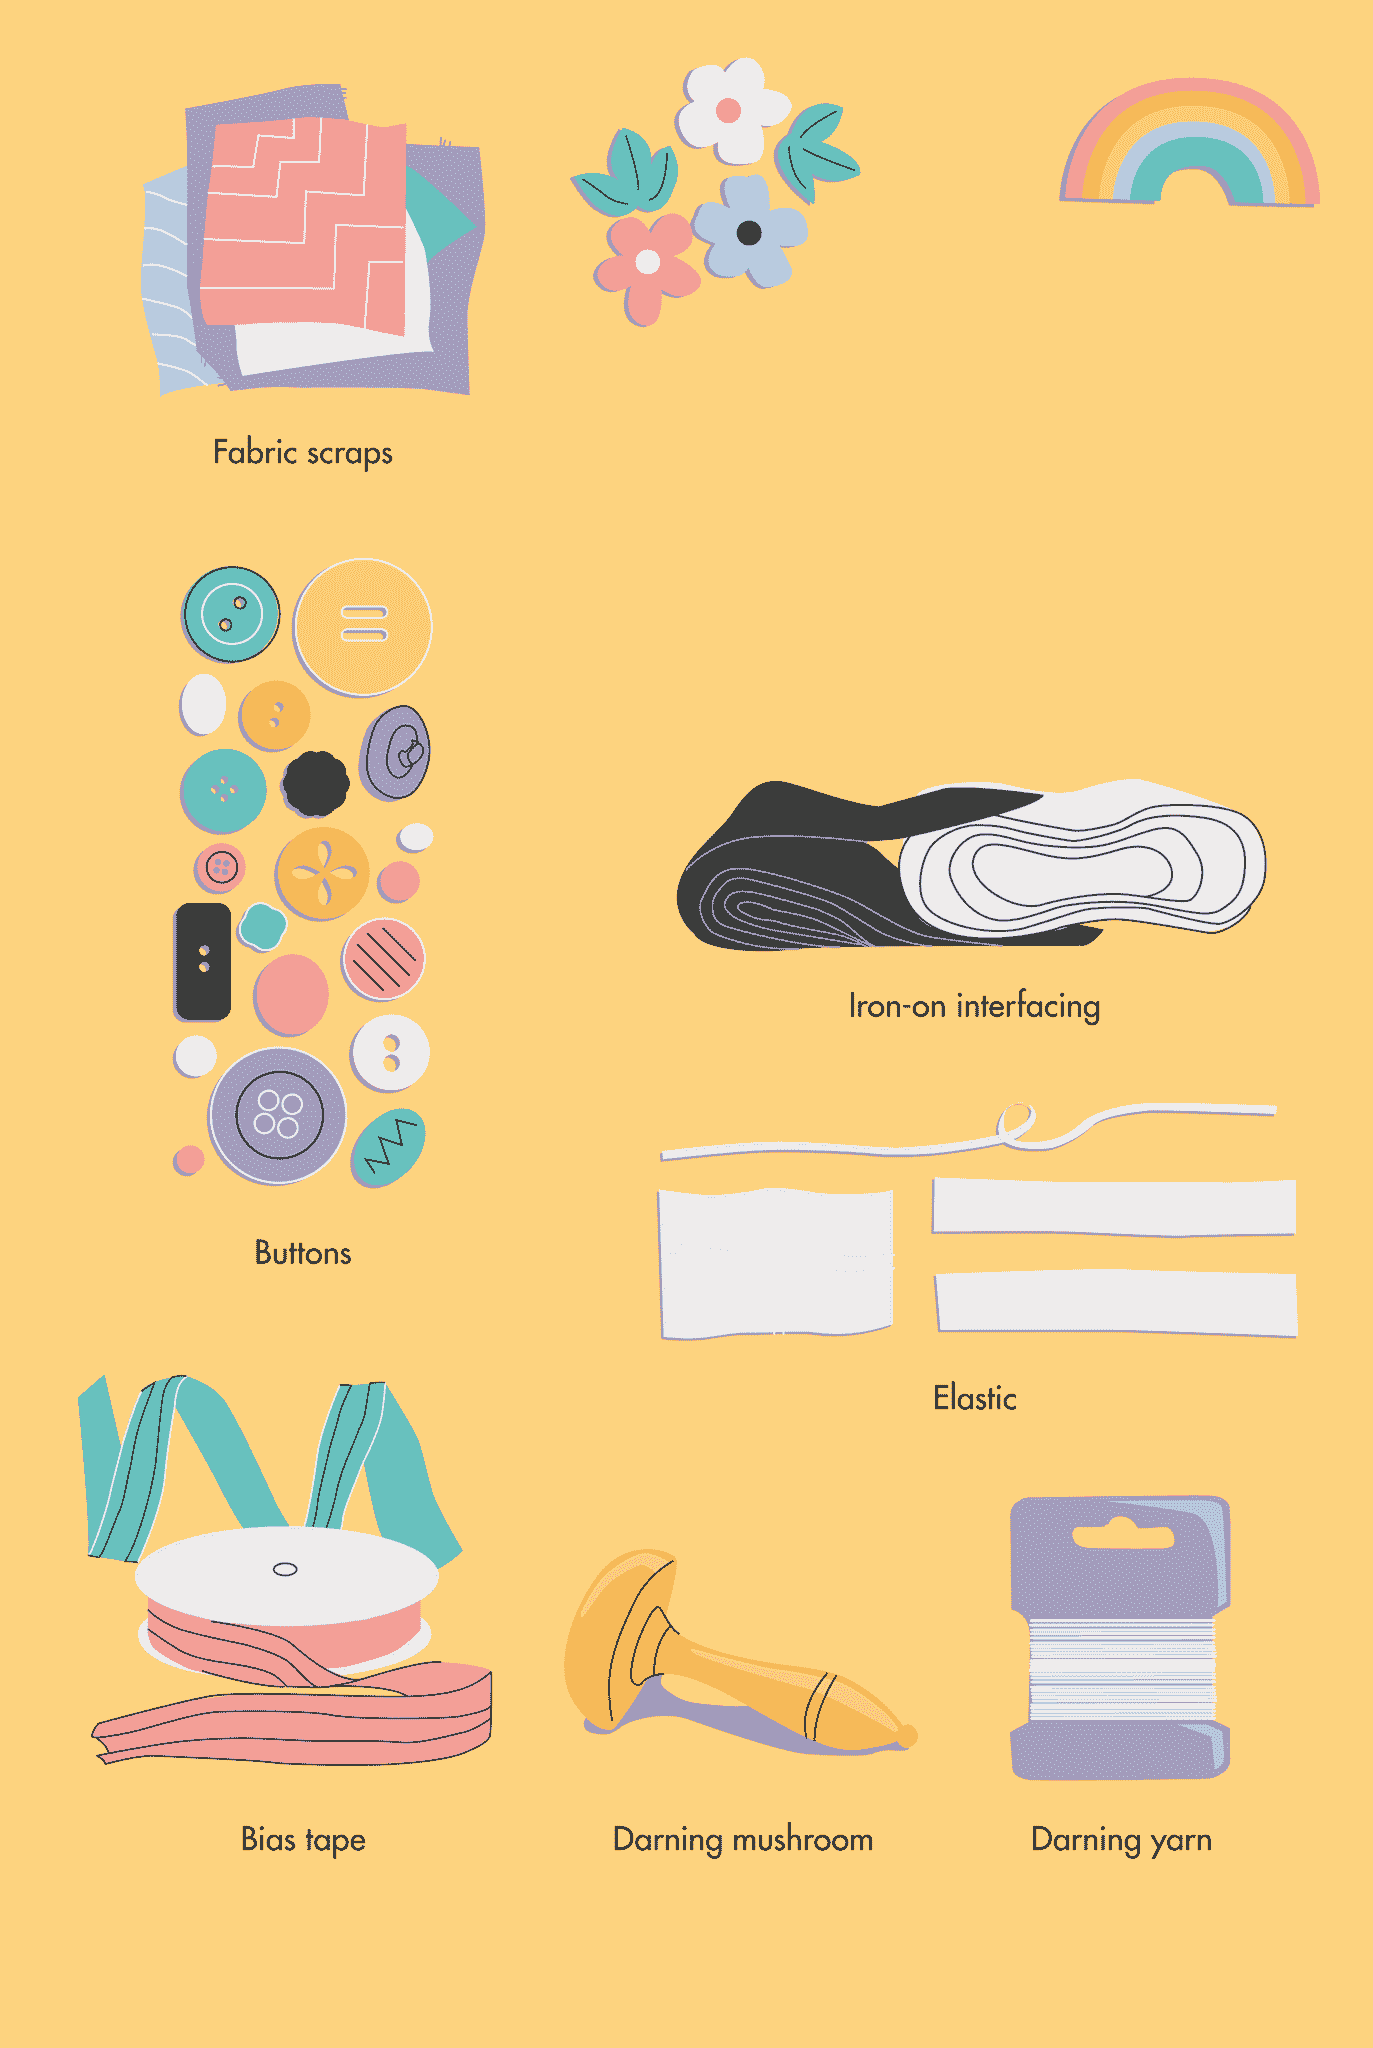 Fabric scraps
Iron-on interfacing
Buttons
Elastic
Bias tape
Darning mushroom
Darning yarn